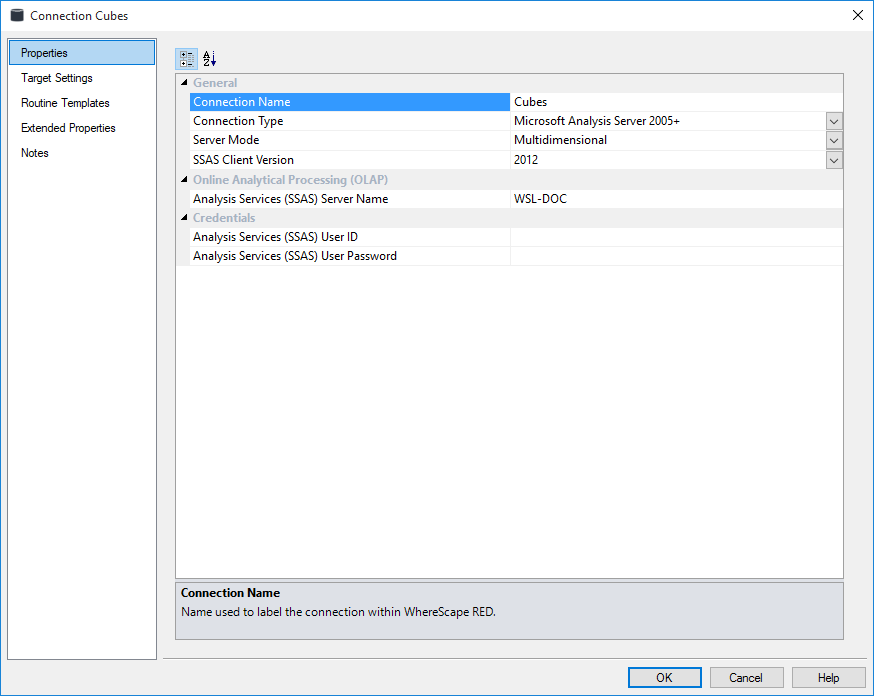 Connection Cubes
Properties
Target Settings
Routine Templates
Extended Properties
Notes
General
Connection Name Cubes
Connection Type Microsoft Analysis Server 2005+
Server Mode Multidimensional
SSAS Client Version 2012
Online Analytical Processing (OLAP)
Analysis Services (SSAS) Server Name WSL-DOC
Credentials
Analysis Services (SSAS) User ID
Analysis Services (SSAS) User Password
Connection Name
Name used to label the connection within WhereScape RED.
OK Cancel Help